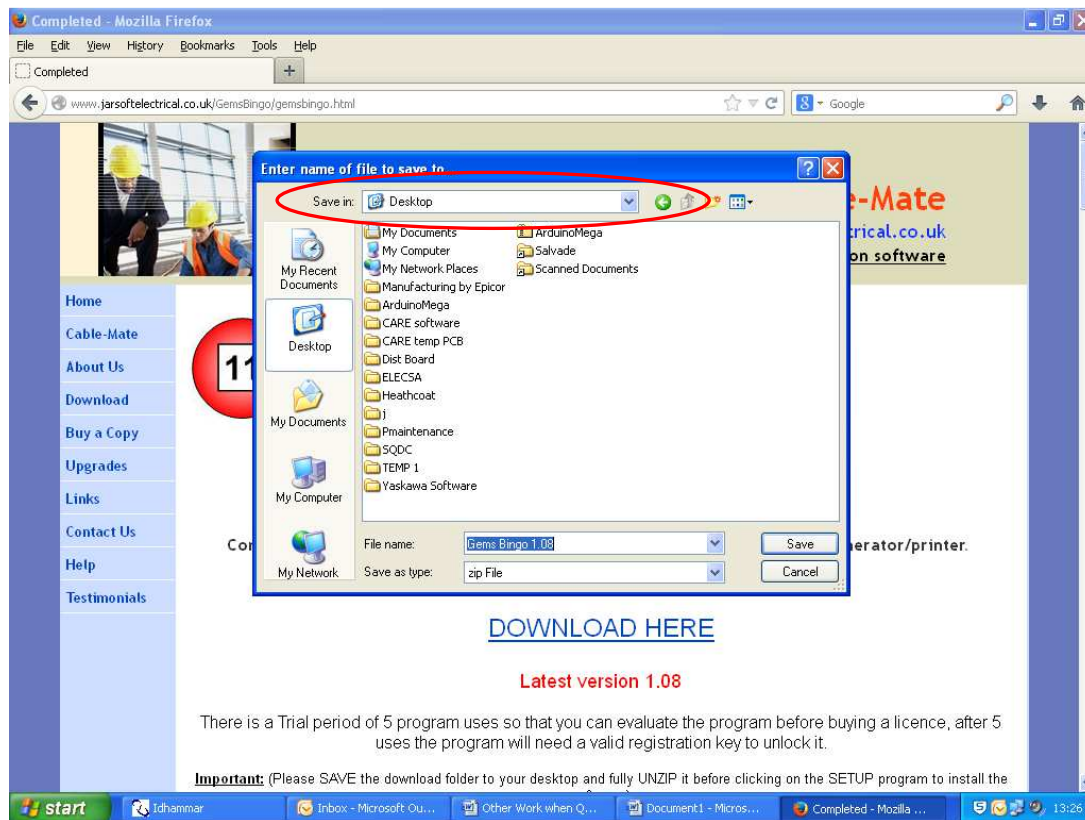 Completed - Mozilla Firefox
File Edit View History Bookmarks Tools Help
Completed
www.jarsoftelectrical.co.uk/GemsBingo/gemsbingo.html
Google
e-Mate
trical.co.uk
on software
Home
Cable-Mate
About Us
Download
Buy a Copy
Upgrades
Links
Contact Us
Help
Testimonials
11
Enter name of file to save to...
Save in: Desktop
My Recent
Documents
Desktop
My Documents
My Computer
My Network
My Documents
My Computer
My Network Places
Manufacturing by Epicor
ArduinoMega
CARE software
CARE temp PCB
Dist Board
ELECSA
Heathcoat
j
Pmaintenance
SQDC
TEMP 1
Yaskawa Software
ArduinoMega
Salvade
Scanned Documents
File name: Gems Bingo 1.08 Save
Save as type: zip File Cancel
Co
nerator/printer.
DOWNLOAD HERE
Latest version 1.08
There is a Trial period of 5 program uses so that you can evaluate the program before buying a licence, after 5
uses the program will need a valid registration key to unlock it.
Important: (Please SAVE the download folder to your desktop and fully UNZIP it before clicking on the SETUP program to install the
start Idhammar Inbox - Microsoft Ou... Other Work when Q... Document1 - Micros... Completed - Mozilla ... 13:26